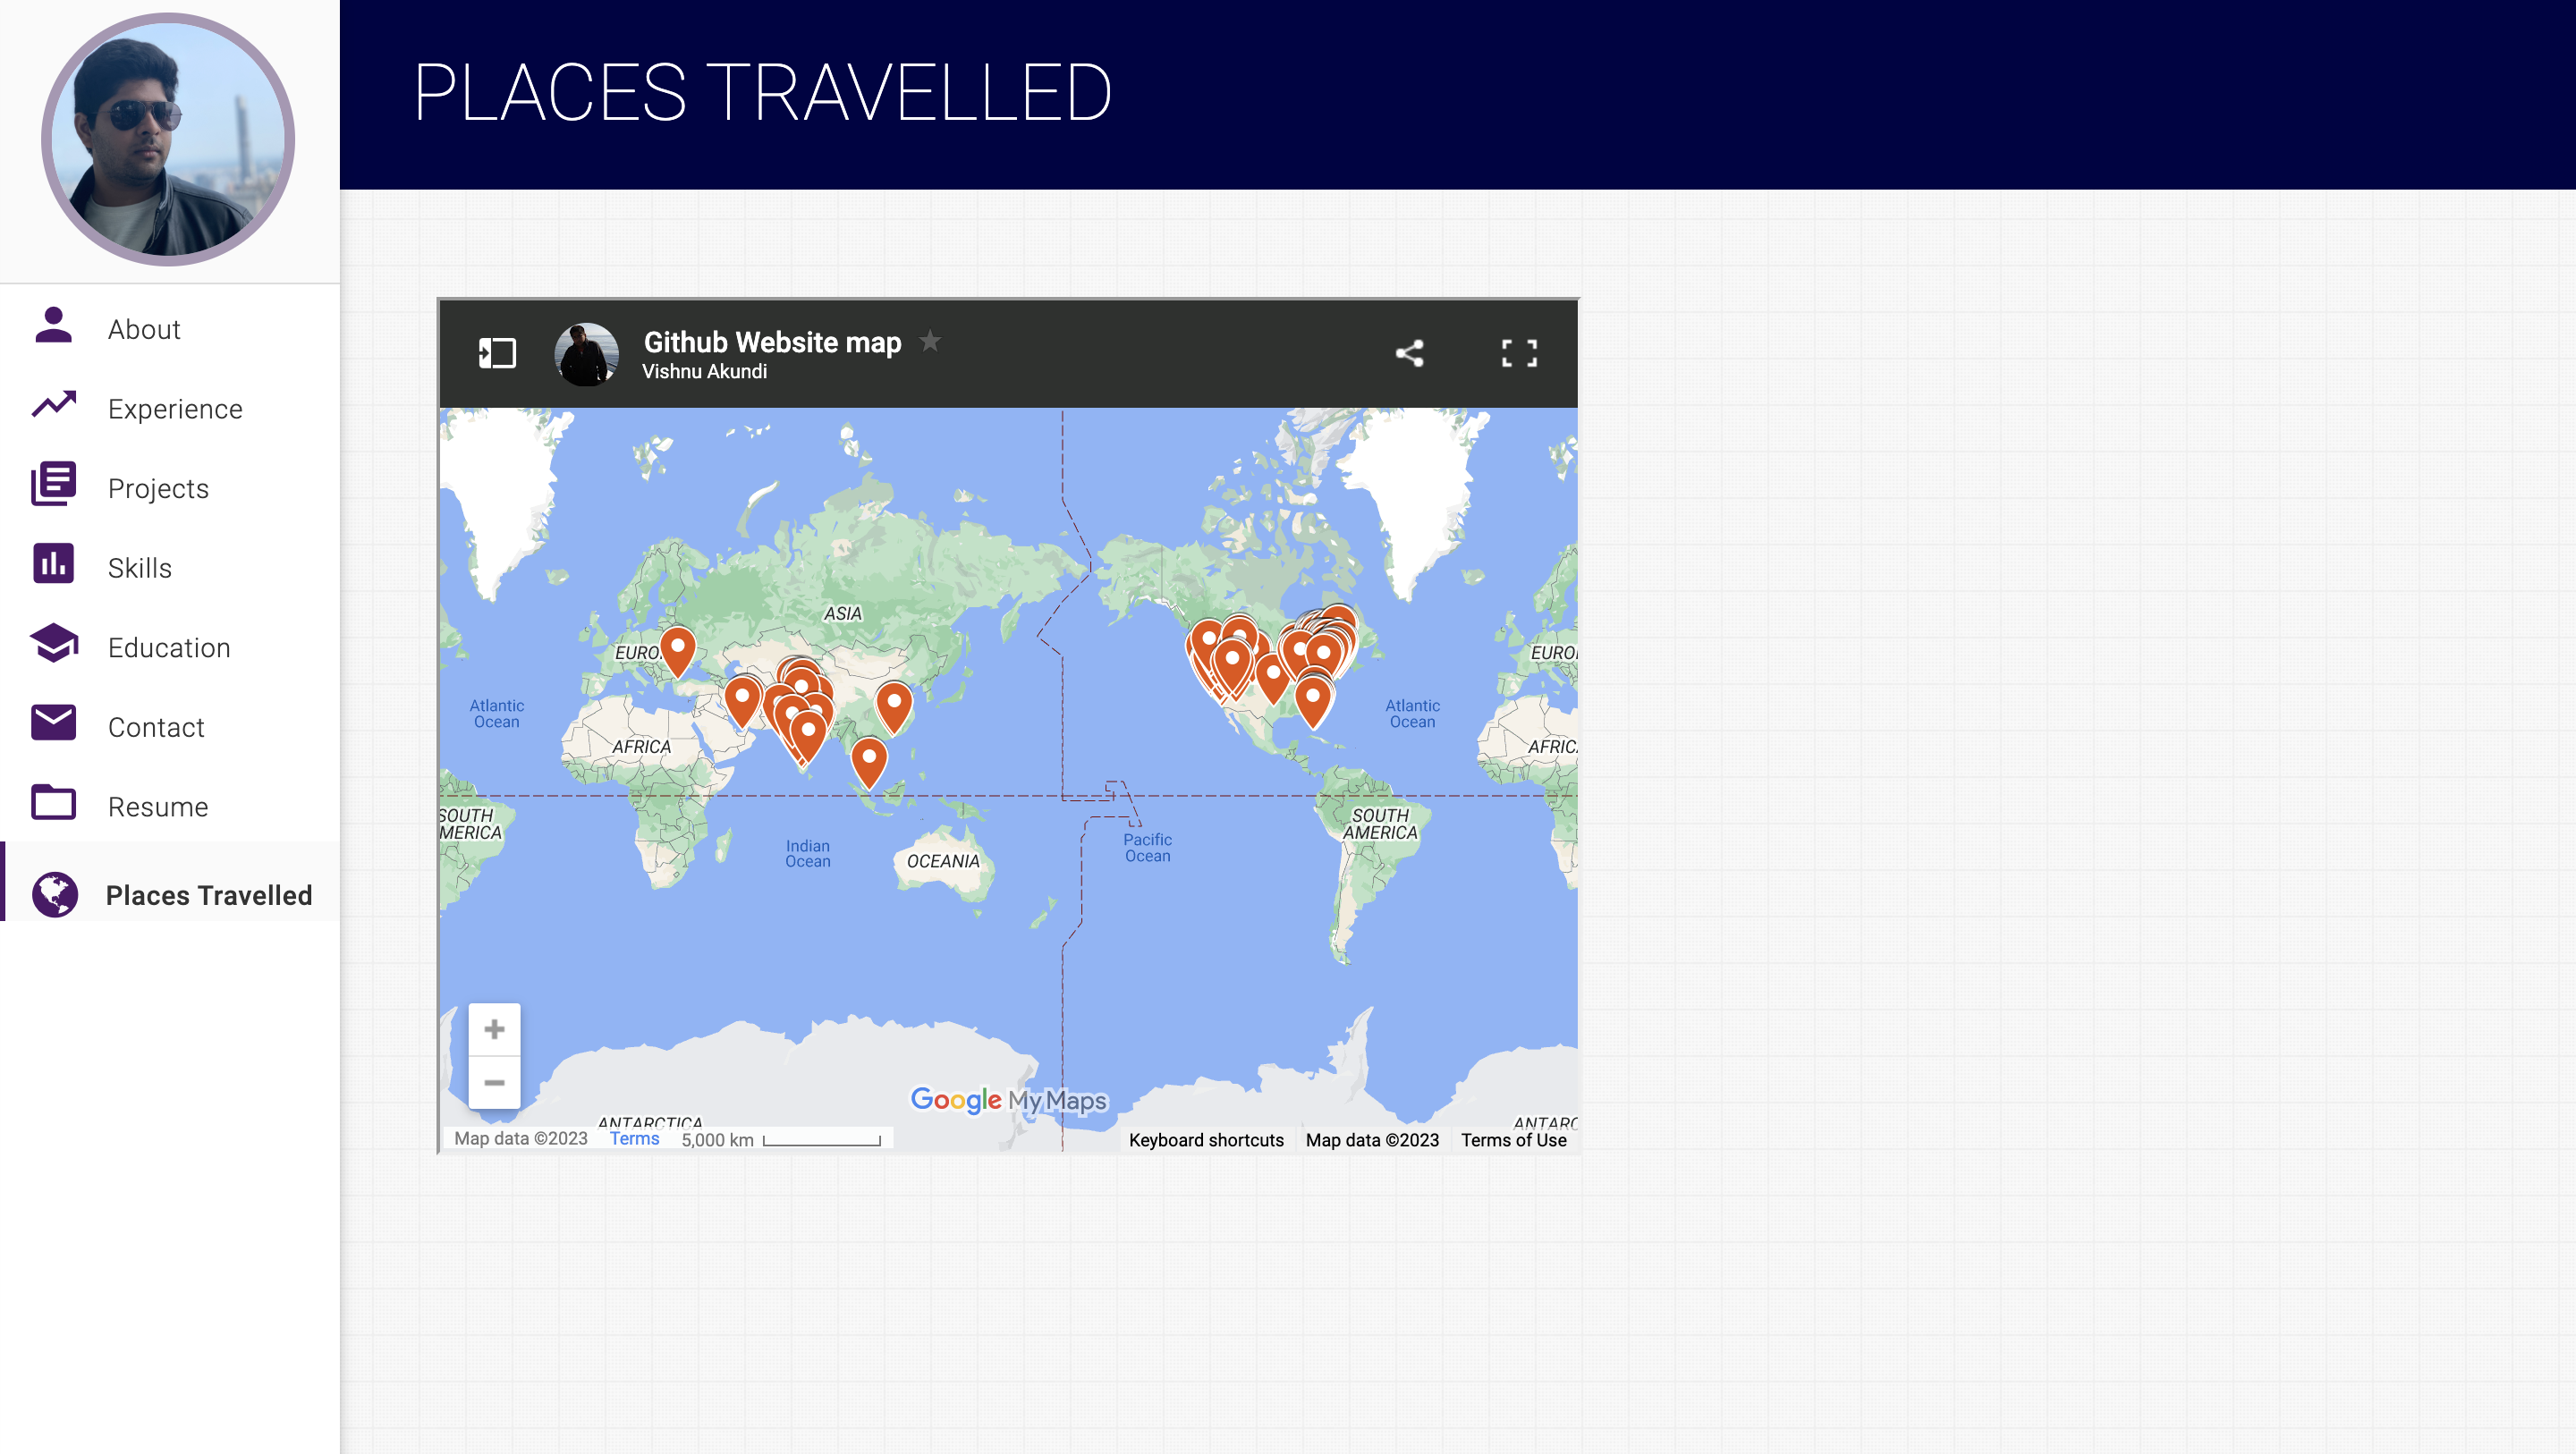 PLACES TRAVELLED
About
Experience
Projects
Skills
Education
Contact
Resume
Places Travelled
Github Website map
Vishnu Akundi
ASIA
EURO
EURO
Atlantic
Ocean
Atlantic
Ocean
AFRICA
AFRIC
SOUTH
MERICA
SOUTH
AMERICA
Indian
Ocean
OCEANIA
Pacific
Ocean
Google My Maps
ANTARCTICA
ANTARC
Map data ©2023 Terms 5,000 km
Keyboard shortcuts Map data ©2023 Terms of Use